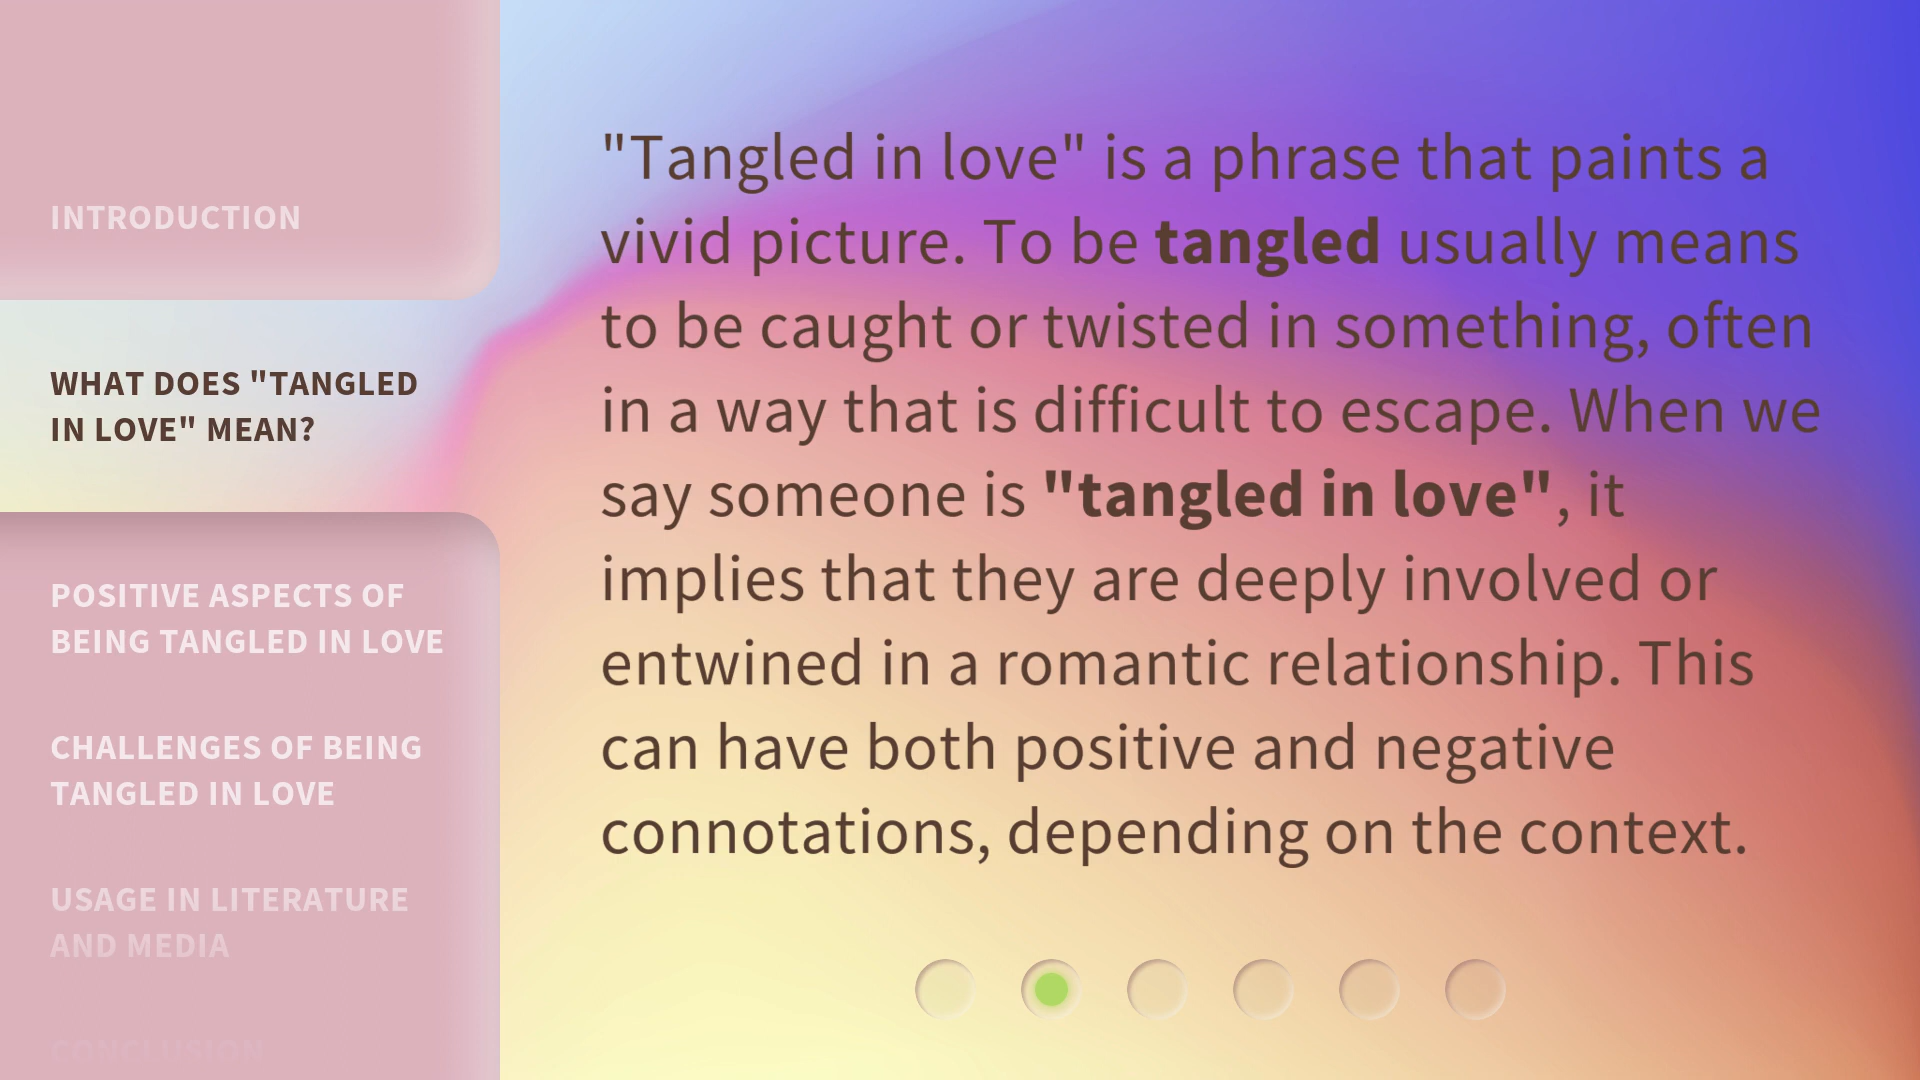 INTRODUCTION
WHAT DOES "TANGLED
IN LOVE" MEAN?
POSITIVE ASPECTS OF
BEING TANGLED IN LOVE
CHALLENGES OF BEING
TANGLED IN LOVE
USAGE IN LITERATURE
AND MEDIA
CONCLUSION
"Tangled in love" is a phrase that paints a
vivid picture. To be tangled usually means
to be caught or twisted in something, often
in a way that is difficult to escape. When we
say someone is "tangled in love", it
implies that they are deeply involved or
entwined in a romantic relationship. This
can have both positive and negative
connotations, depending on the context.